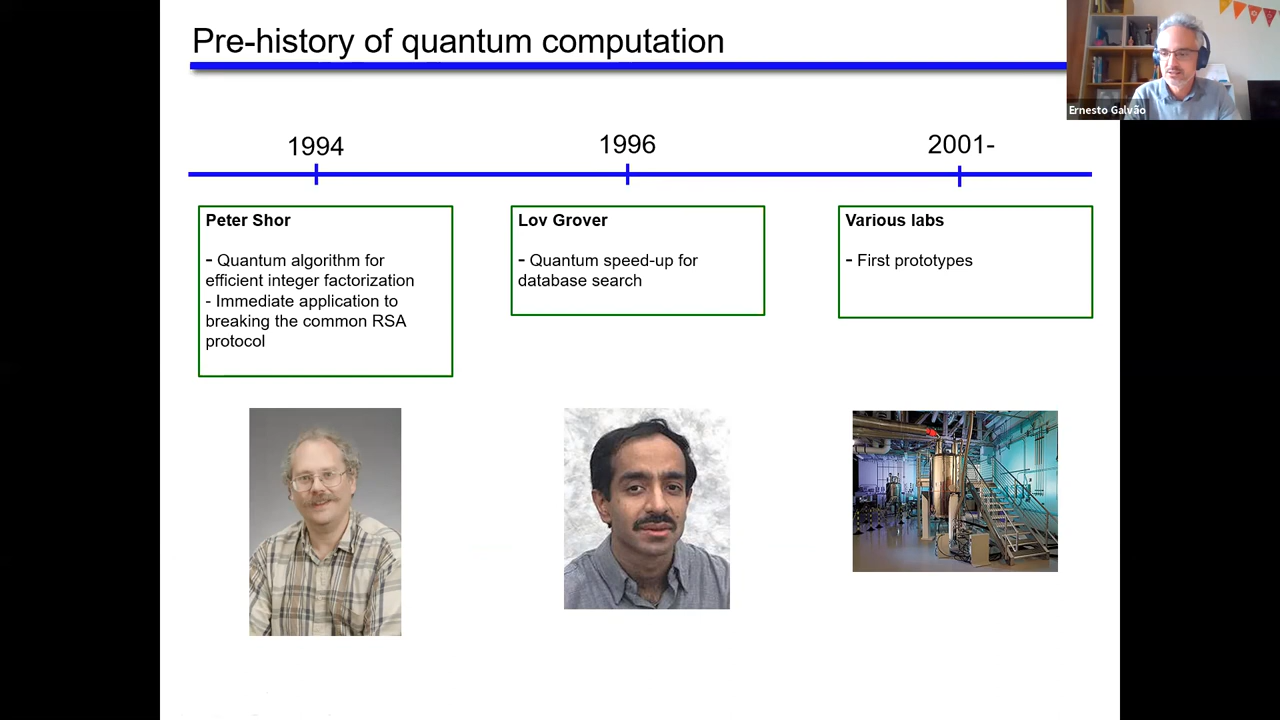 Pre-history of quantum computation
Ernesto Galvão
1994
1996
2001-
Peter Shor
- Quantum algorithm for
efficient integer factorization
- Immediate application to
breaking the common RSA
protocol
Lov Grover
- Quantum speed-up for
database search
Various labs
- First prototypes